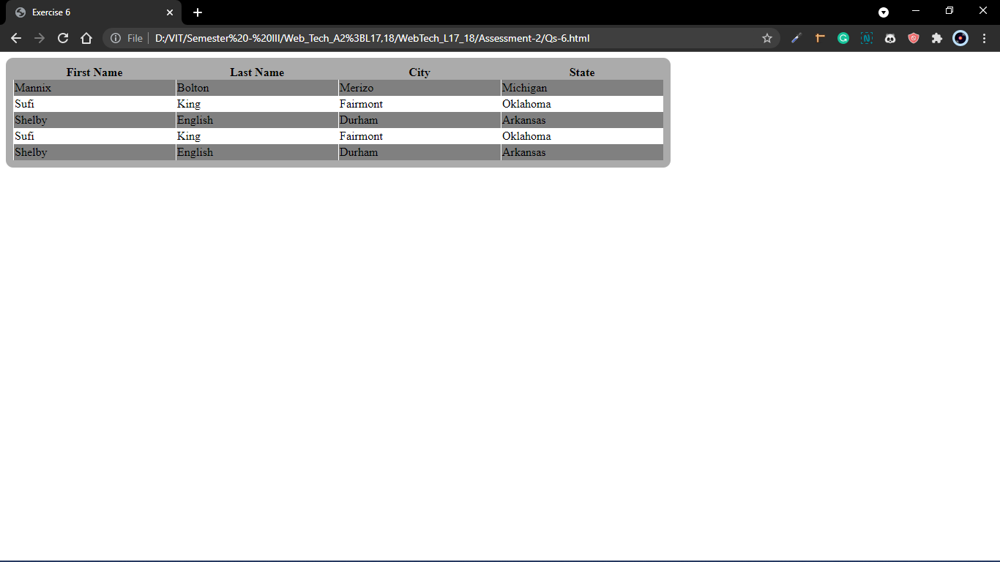 Exercise 6
File D:/VIT/Semester%20-%20III/Web_Tech_A2%3BL17,18/WebTech_L17_18/Assessment-2/Qs-6.html
First Name Last Name City State
Mannix Bolton Merizo Michigan
Sufi King Fairmont Oklahoma
Shelby English Durham Arkansas
Sufi King Fairmont Oklahoma
Shelby English Durham Arkansas